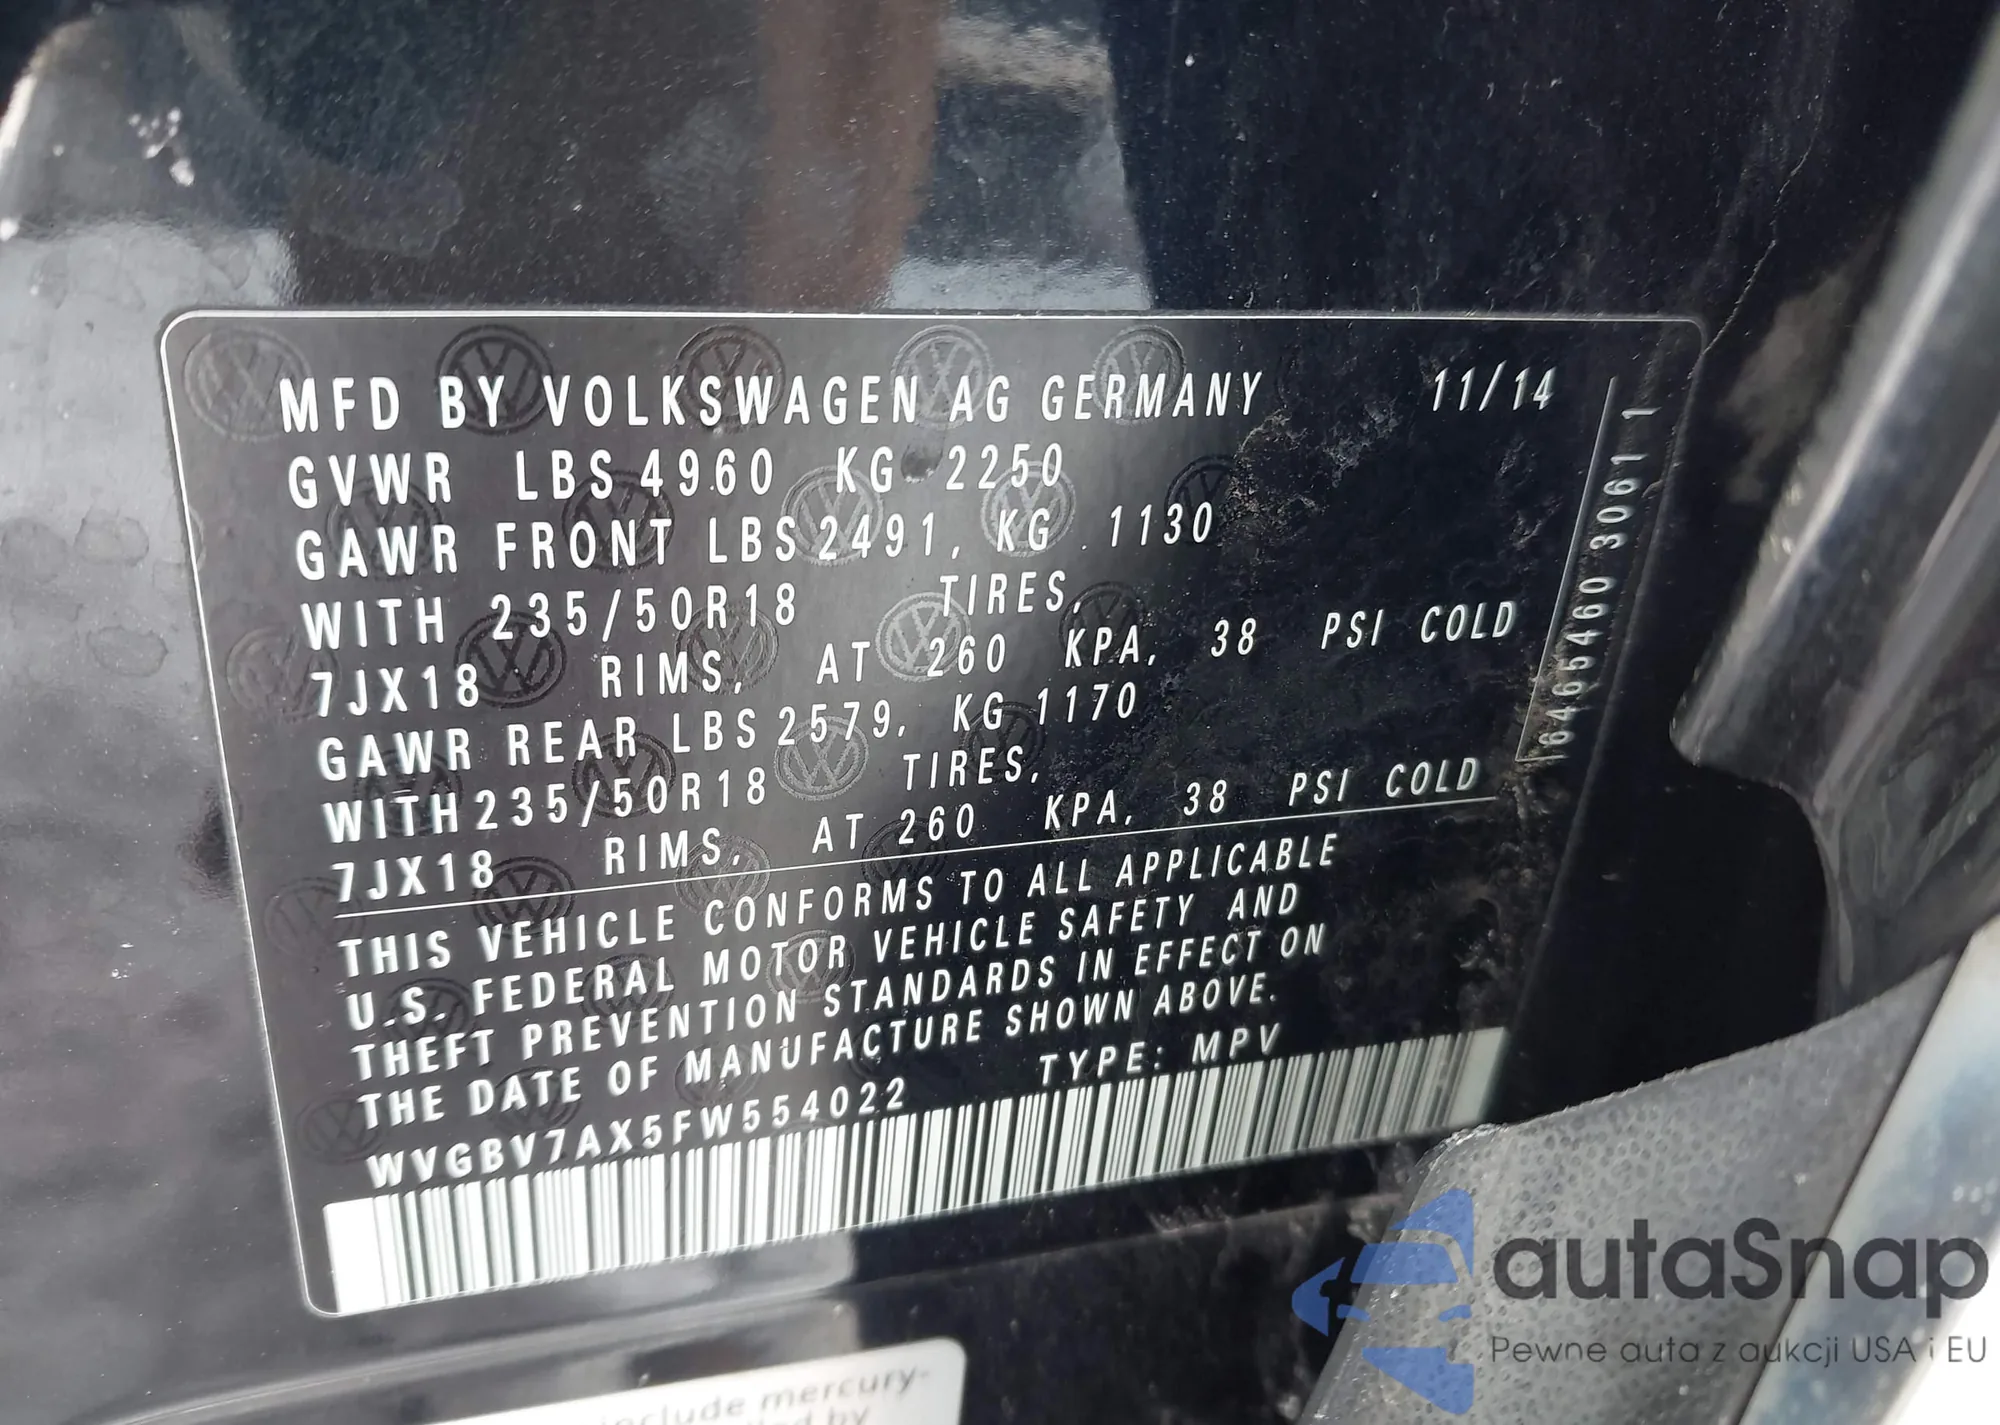 MFD BY VOLKSWAGEN AG GERMANY 11/14
GVWR LBS 4960 KG 2250
GAWR FRONT LBS 2491, KG 1130
WITH 235/50R18 TIRES,
7JX18 RIMS, AT 260 KPA, 38 PSI COLD
GAWR REAR LBS 2579, KG 1170
WITH 235/50R18 TIRES,
7JX18 RIMS, AT 260 KPA, 38 PSI COLD
THIS VEHICLE CONFORMS TO ALL APPLICABLE
U.S. FEDERAL MOTOR VEHICLE SAFETY AND
THEFT PREVENTION STANDARDS IN EFFECT ON
THE DATE OF MANUFACTURE SHOWN ABOVE.
WVGBV7AX5FW554022 TYPE: MPV
include mercury-
by
autaSnap
Pewne auta z aukcji USA i EU